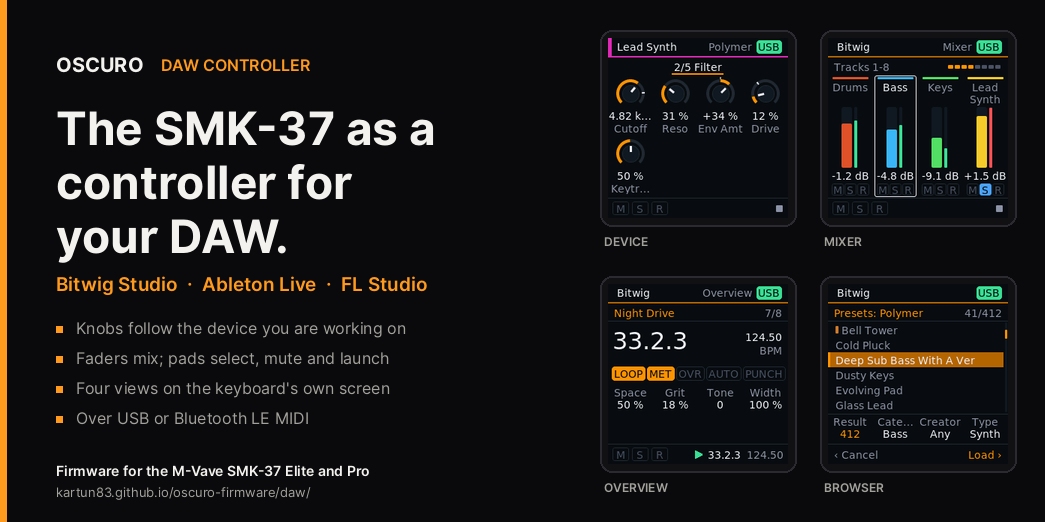 OSCURO DAW CONTROLLER
The SMK-37 as a
controller for
your DAW.
Bitwig Studio · Ableton Live · FL Studio
Knobs follow the device you are working on
Faders mix; pads select, mute and launch
Four views on the keyboard's own screen
Over USB or Bluetooth LE MIDI
Firmware for the M-Vave SMK-37 Elite and Pro
kartun83.github.io/oscuro-firmware/daw/
Lead Synth Polymer USB
2/5 Filter
4.82 k... 31 % +34 % 12 %
Cutoff Reso Env Amt Drive
50 %
Keytr...
M S R
DEVICE
Bitwig Mixer USB
Tracks 1-8
Drums Bass Keys Lead
Synth
-1.2 dB -4.8 dB -9.1 dB +1.5 dB
M S R M S R M S R M S R
M S R
MIXER
Bitwig Overview USB
Night Drive 7/8
33.2.3 124.50
BPM
LOOP MET OVR AUTO PUNCH
Space Grit Tone Width
50 % 18 % 0 100 %
M S R 33.2.3 124.50
OVERVIEW
Bitwig USB
Presets: Polymer 41/412
Bell Tower
Cold Pluck
Deep Sub Bass With A Ver
Dusty Keys
Evolving Pad
Glass Lead
Result Cate... Creator Type
412 Bass Any Synth
‹ Cancel Load ›
BROWSER